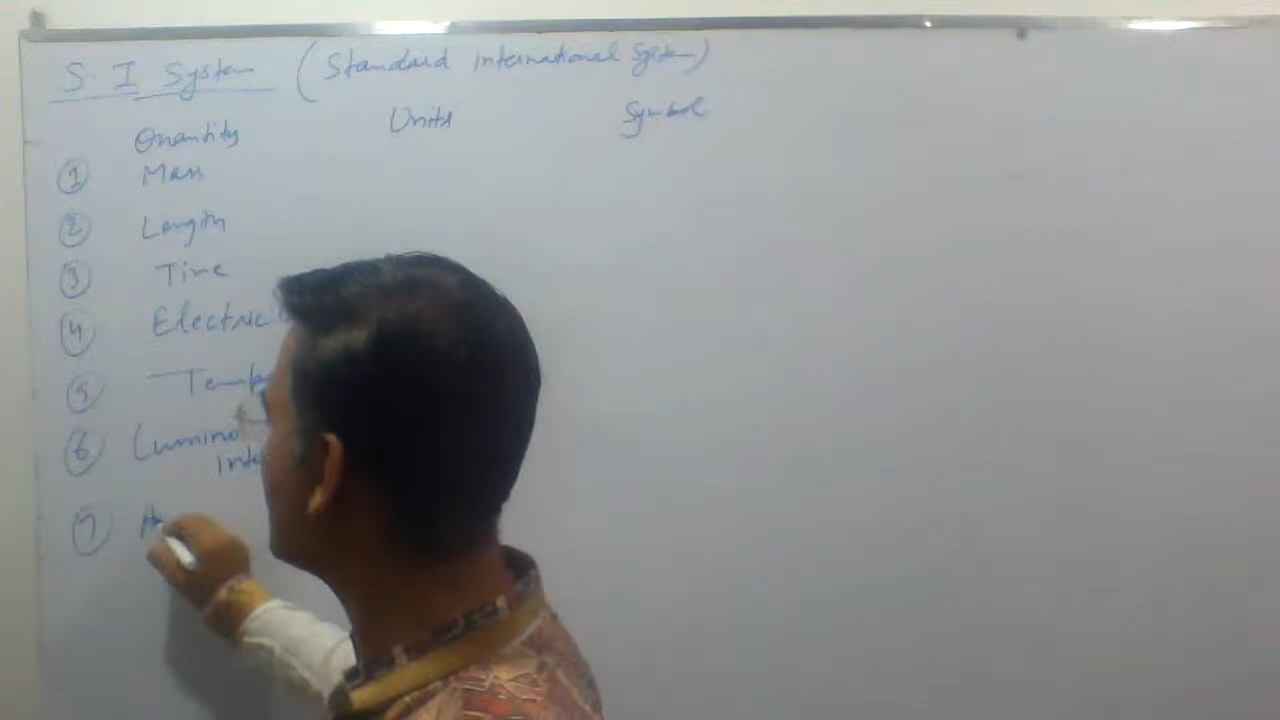 S I System (Standard International System)
Quantity Units Symbol
1 Mass
2 Length
3 Time
4 Electric
5 Temp
6 Lumino
inte
7